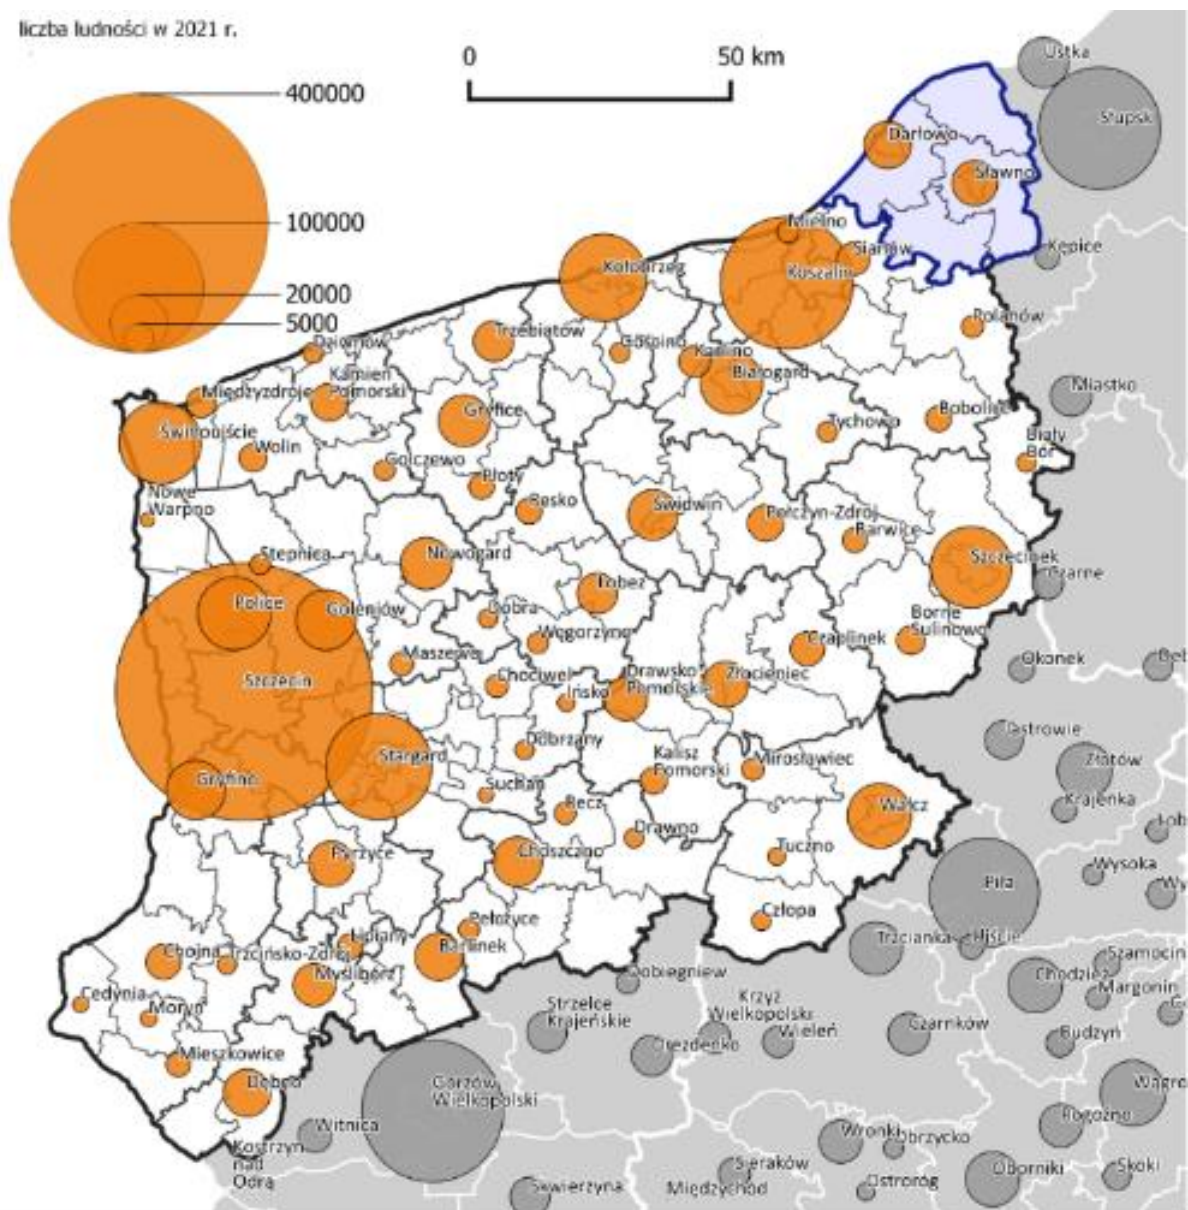 liczba ludności w 2021 r.
0 50 km
400000
100000
20000
5000
Ustka
Słupsk
Darłowo
Sławno
Mielno
Sianów
Kępice
Kołobrzeg
Koszalin
Polanów
Trzebiatów
Gościno
Karlino
Białogard
Dziwnów
Kamień
Pomorski
Międzyzdroje
Gryfice
Miastko
Tychowo
Bobolice
Świnoujście
Wolin
Golczewo
Biały
Bór
Płoty
Nowe
Warpno
Resko
Świdwin
Połczyn-Zdrój
Barwice
Stepnica
Nowogard
Szczecinek
Czarne
Police
Goleniów
Łobez
Dobra
Węgorzyno
Czaplinek
Borne
Sulinowo
Maszewo
Szczecin
Chociwel
Ińsko
Drawsko
Pomorskie
Złocieniec
Okonek
Deb
Jastrowie
Stargard
Dobrzany
Kalisz
Pomorski
Mirosławiec
Złotów
Gryfino
Suchań
Recz
Drawno
Wałcz
Krajenka
Łob
Pyrzyce
Choszczno
Tuczno
Wysoka
Piła
Wy
Człopa
Pełczyce
Lipiany
Barlinek
Chojna
Trzcińsko-Zdrój
Myślibórz
Trzcianka
Ujście
Szamocin
Chodzież
Margonin
Go
Cedynia
Moryń
Dobiegniew
Strzelce
Krajeńskie
Krzyż
Wielkopolski
Wieleń
Czarnków
Budzyń
Mieszkowice
Drezdenko
Dębno
Gorzów
Wielkopolski
Wągro
Witnica
Kostrzyn
nad
Odrą
Rogoźno
Wronki
Obrzycko
Sieraków
Międzychód
Ostroróg
Oborniki
Skoki
Skwierzyna